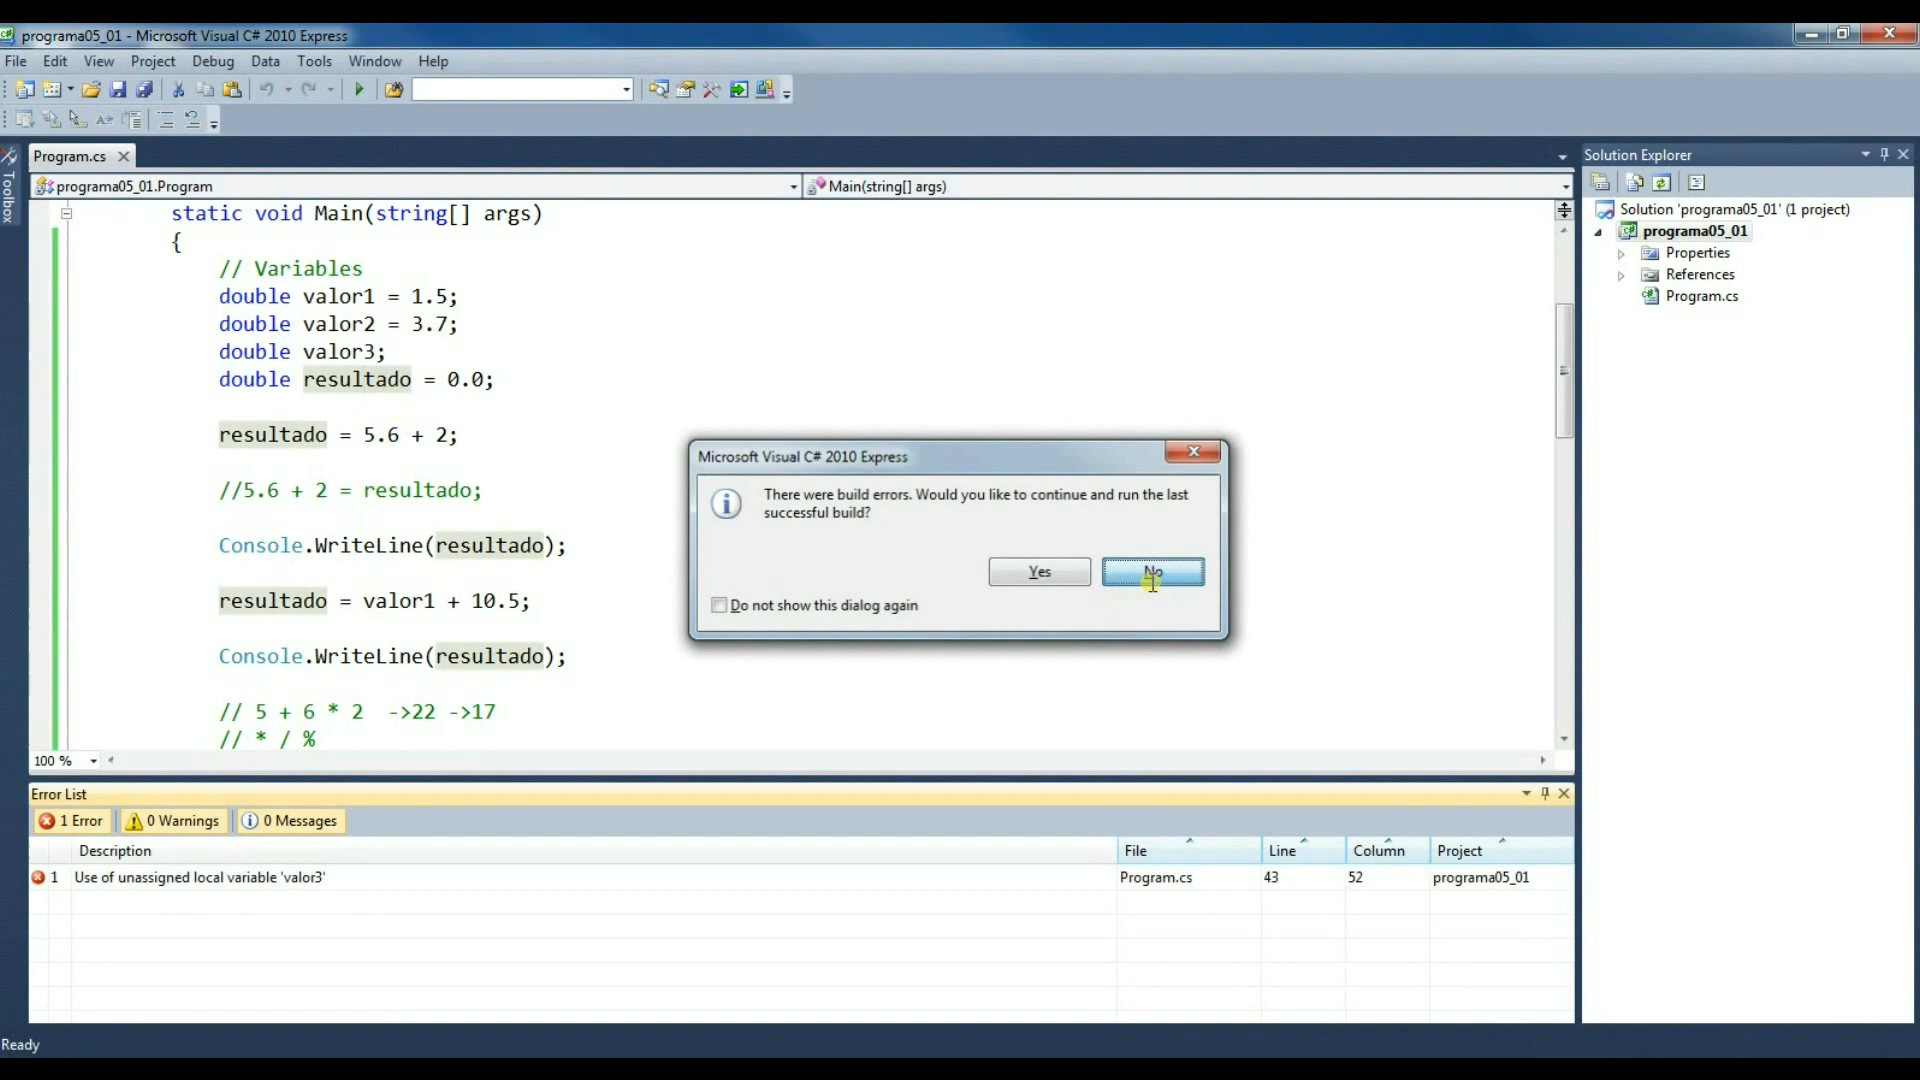 programa05_01 - Microsoft Visual C# 2010 Express
File Edit View Project Debug Data Tools Window Help
Toolbox
Program.cs
programa05_01.Program
Main(string[] args)
static void Main(string[] args)
{
// Variables
double valor1 = 1.5;
double valor2 = 3.7;
double valor3;
double resultado = 0.0;
resultado = 5.6 + 2;
//5.6 + 2 = resultado;
Console.WriteLine(resultado);
resultado = valor1 + 10.5;
Console.WriteLine(resultado);
// 5 + 6 * 2 ->22 ->17
// * / %
100 %
Microsoft Visual C# 2010 Express
There were build errors. Would you like to continue and run the last
successful build?
Yes
No
Do not show this dialog again
Solution Explorer
Solution 'programa05_01' (1 project)
programa05_01
Properties
References
Program.cs
Error List
1 Error 0 Warnings 0 Messages
Description File Line Column Project
1 Use of unassigned local variable 'valor3' Program.cs 43 52 programa05_01
Ready